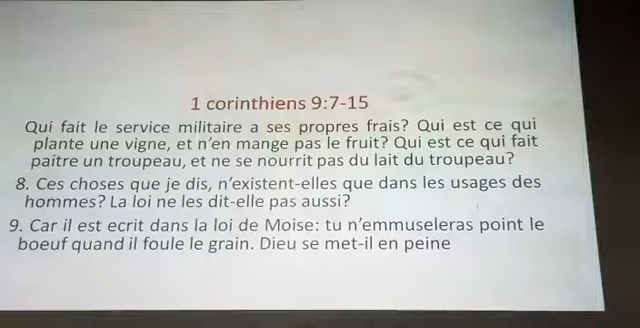 1 corinthiens 9:7-15
Qui fait le service militaire a ses propres frais? Qui est ce qui
plante une vigne, et n'en mange pas le fruit? Qui est ce qui fait
paitre un troupeau, et ne se nourrit pas du lait du troupeau?
8. Ces choses que je dis, n'existent-elles que dans les usages des
hommes? La loi ne les dit-elle pas aussi?
9. Car il est ecrit dans la loi de Moise: tu n'emmuseleras point le
boeuf quand il foule le grain. Dieu se met-il en peine